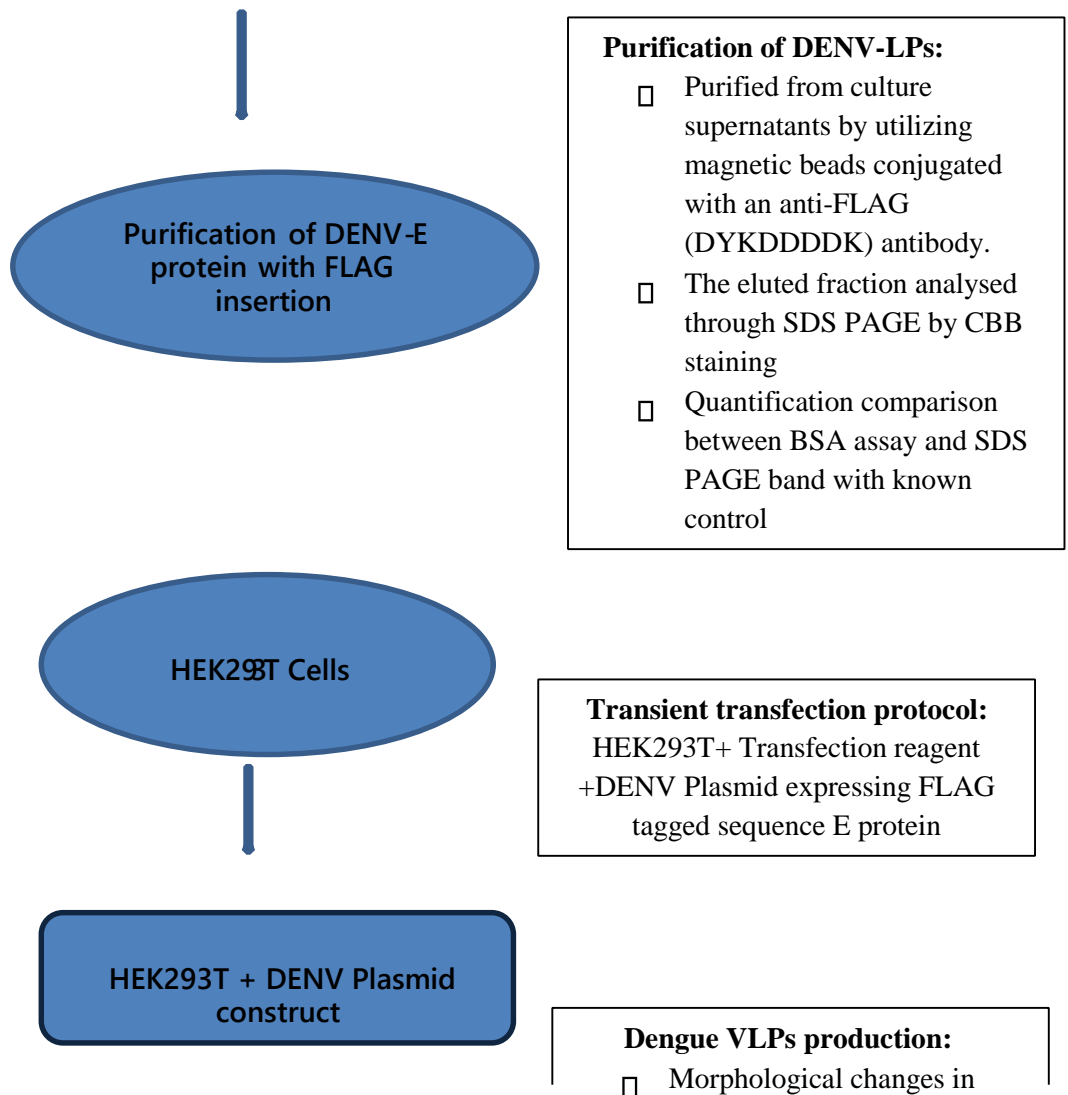 Purification of DENV-LPs:
Purified from culture
supernatants by utilizing
magnetic beads conjugated
with an anti-FLAG
(DYKDDDDK) antibody.
The eluted fraction analysed
through SDS PAGE by CBB
staining
Quantification comparison
between BSA assay and SDS
PAGE band with known
control
Purification of DENV-E
protein with FLAG
insertion
HEK293T Cells
Transient transfection protocol:
HEK293T+ Transfection reagent
+DENV Plasmid expressing FLAG
tagged sequence E protein
HEK293T + DENV Plasmid
construct
Dengue VLPs production:
Morphological changes in